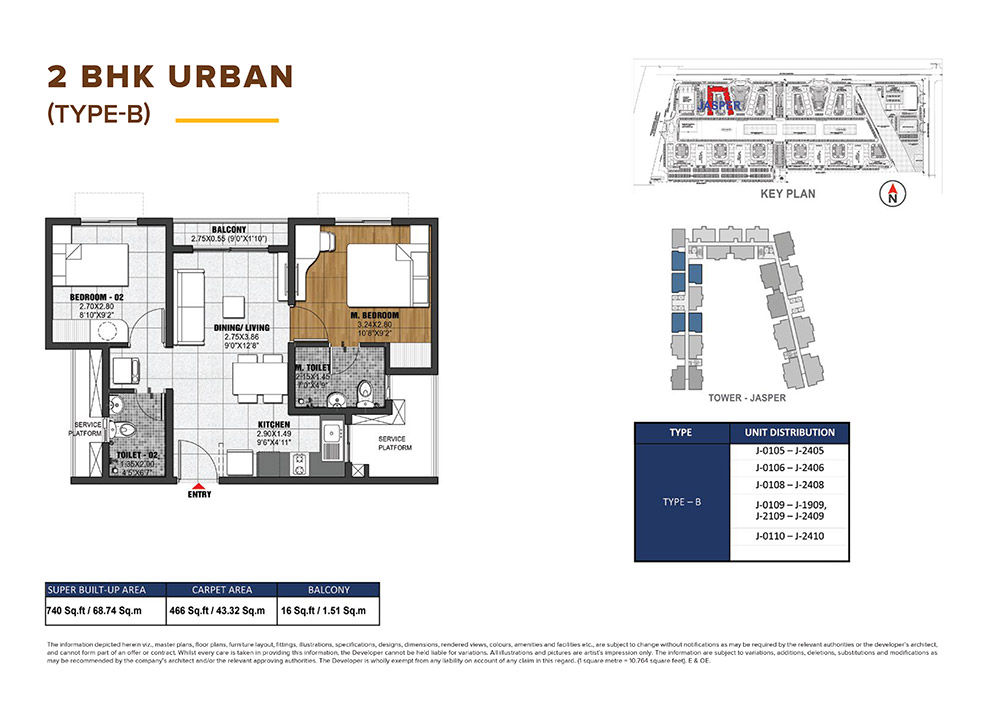 2 BHK URBAN
(TYPE-B)
JASPER
KEY PLAN
N
BALCONY
2.75X0.55 (9'0"X1'10")
BEDROOM - 02
2.70X2.80
8'10"X9'2"
M. BEDROOM
3.24X2.80
10'8"X9'2"
DINING/ LIVING
2.75X3.86
9'0"X12'8"
M. TOILET
2.15X1.45
SERVICE
PLATFORM
KITCHEN
2.90X1.49
9'6"X4'11"
SERVICE
PLATFORM
TOILET - 02
1.35X2.00
4'5"X6'7"
ENTRY
TOWER - JASPER
TYPE UNIT DISTRIBUTION
TYPE – B
J-0105 – J-2405
J-0106 – J-2406
J-0108 – J-2408
J-0109 – J-1909,
J-2109 – J-2409
J-0110 – J-2410
SUPER BUILT-UP AREA CARPET AREA BALCONY
740 Sq.ft / 68.74 Sq.m 466 Sq.ft / 43.32 Sq.m 16 Sq.ft / 1.51 Sq.m
The information depicted herein viz., master plans, floor plans, furniture layout, fittings, illustrations, specifications, designs, dimensions, rendered views, colours, amenities and facilities etc., are subject to change without notifications as may be required by the relevant authorities or the developer's architect,
and cannot form part of an offer or contract. Whilst every care is taken in providing this information, the Developer cannot be held liable for variations. All illustrations and pictures are artist's impression only. The information are subject to variations, additions, deletions, substitutions and modifications as
may be recommended by the company's architect and/or the relevant approving authorities. The Developer is wholly exempt from any liability on account of any claim in this regard. (1 square metre = 10.764 square feet). E & OE.